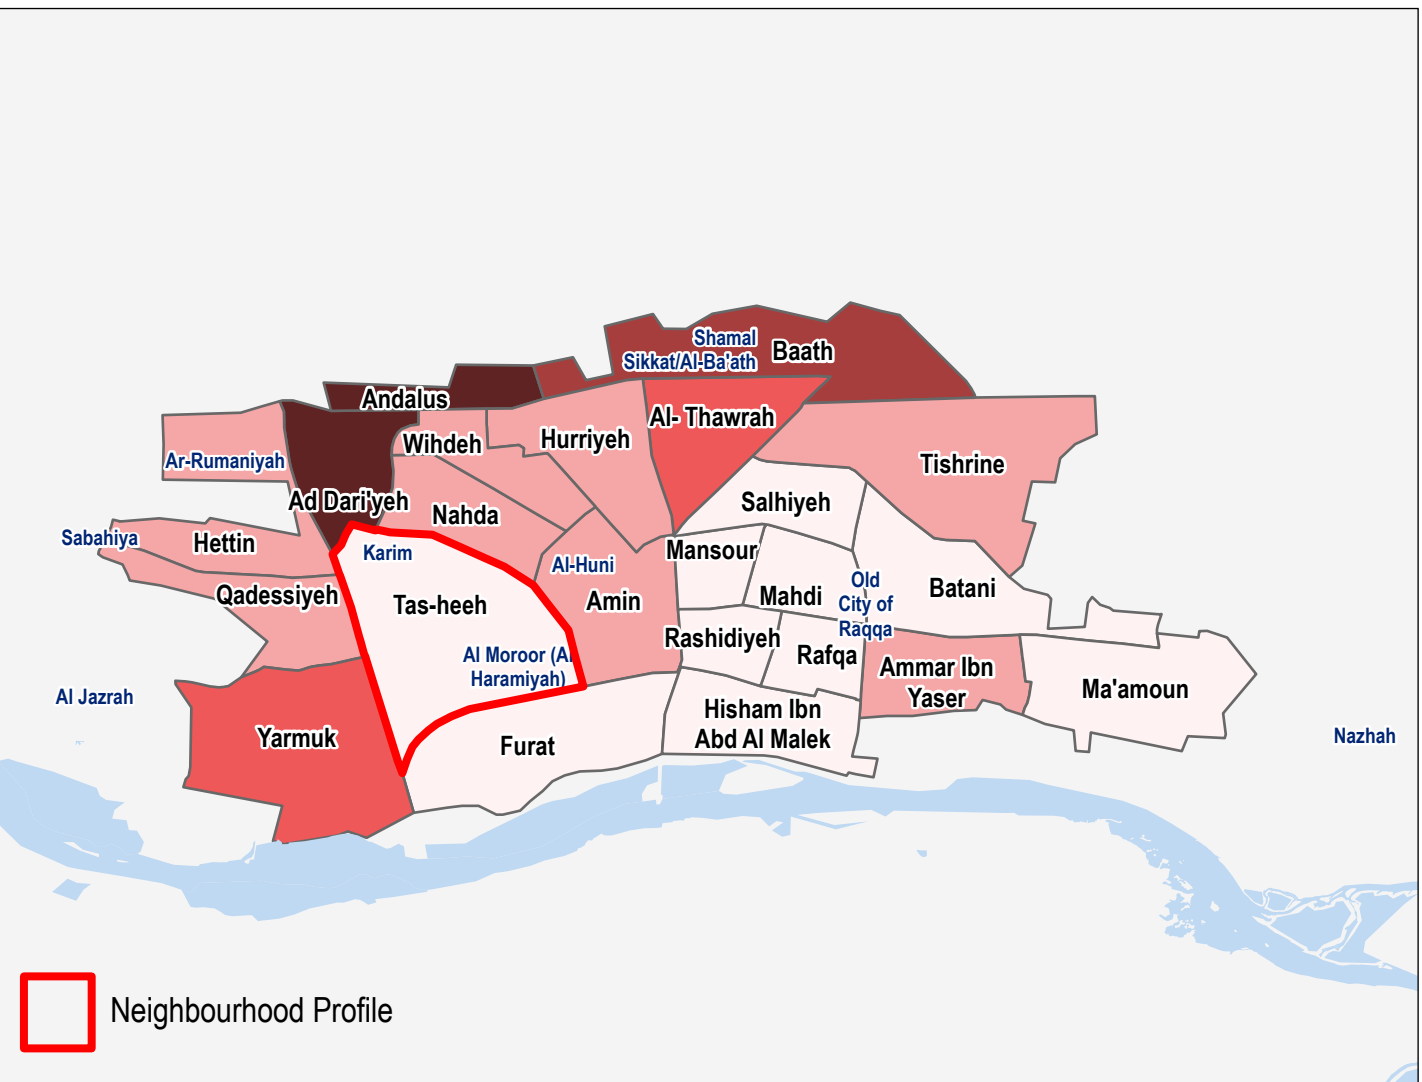 Shamal
Sikkat/Al-Ba'ath
Baath
Andalus
Al- Thawrah
Wihdeh
Hurriyeh
Ar-Rumaniyah
Tishrine
Ad Dari'yeh
Nahda
Salhiyeh
Sabahiya
Hettin
Karim
Mansour
Al-Huni
Old
City of
Raqqa
Qadessiyeh
Tas-heeh
Amin
Mahdi
Batani
Rashidiyeh
Rafqa
Al Moroor (Al
Haramiyah)
Ammar Ibn
Yaser
Ma'amoun
Al Jazrah
Yarmuk
Furat
Hisham Ibn
Abd Al Malek
Nazhah
Neighbourhood Profile